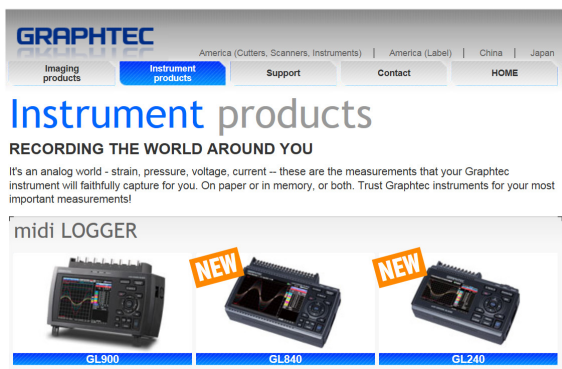 GRAPHTEC
America (Cutters, Scanners, Instruments) | America (Label) | China | Japan
Imaging products
Instrument products
Support
Contact
HOME
Instrument products
RECORDING THE WORLD AROUND YOU
It's an analog world - strain, pressure, voltage, current -- these are the measurements that your Graphtec
instrument will faithfully capture for you. On paper or in memory, or both. Trust Graphtec instruments for your most
important measurements!
midi LOGGER
NEW
NEW
GL900
GL840
GL240